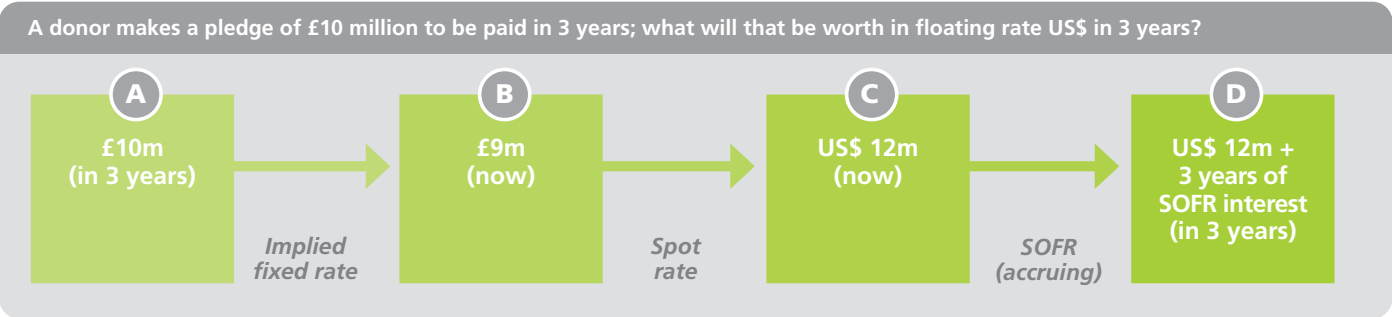 A donor makes a pledge of £10 million to be paid in 3 years; what will that be worth in floating rate US$ in 3 years?
A
£10m
(in 3 years)
Implied
fixed rate
B
£9m
(now)
Spot
rate
C
US$ 12m
(now)
SOFR
(accruing)
D
US$ 12m +
3 years of
SOFR interest
(in 3 years)